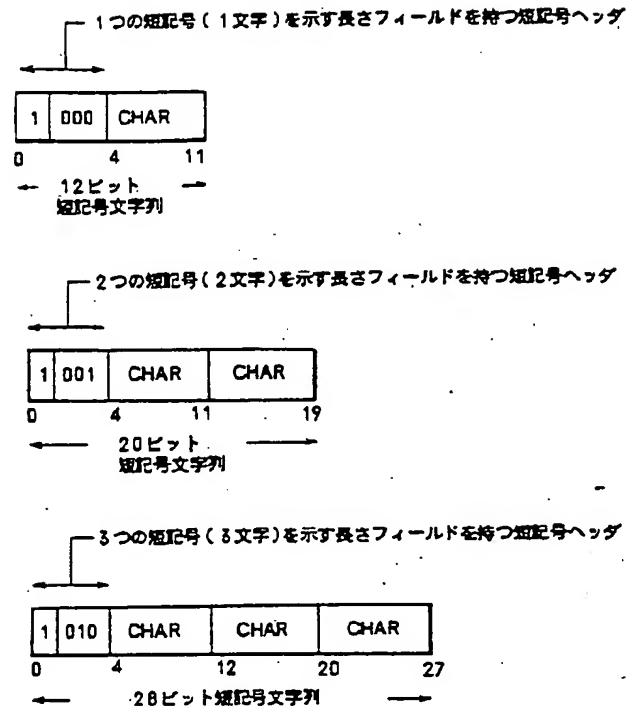 1つの短記号(1文字)を示す長さフィールドを持つ短記号ヘッダ
1 000 CHAR
0 4 11
12ビット
短記号文字列
2つの短記号(2文字)を示す長さフィールドを持つ短記号ヘッダ
1 001 CHAR CHAR
0 4 11 19
20ビット
短記号文字列
3つの短記号(3文字)を示す長さフィールドを持つ短記号ヘッダ
1 010 CHAR CHAR CHAR
0 4 12 20 27
28ビット短記号文字列